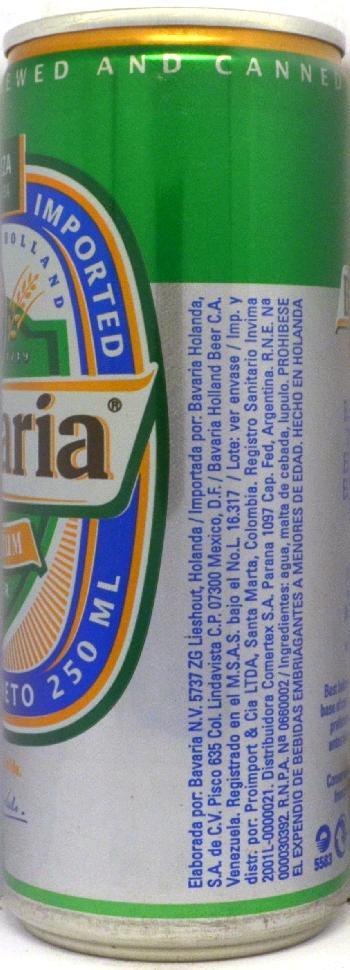 EWED AND CANNED
IMPORTED
HOLLAND
aria®
250 ML
Elaborada por: Bavaria N.V. 5737 ZG Lieshout, Holanda / Importada por: Bavaria Holanda,
S.A. de C.V. Pisco 635 Col. Lindavista C.P. 07300 Mexico, D.F. / Bavaria Holland Beer C.A.
Venezuela. Registrado en el M.S.A.S. bajo el No.L. 16.317 / Lote: ver envase / Imp. y
distr. por: Proimport & Cia LTDA, Santa Marta, Colombia. Registro Sanitario Invima
2001L-0000021. Distribuidora Comertex S.A. Parana 1097 Cap. Fed, Argentina. R.N.E. Na
000030392. R.N.P.A. Na 0660002 / Ingredientes: agua, malta de cebada, lupulo. PROHIBESE
EL EXPENDIO DE BEBIDAS EMBRIAGANTES A MENORES DE EDAD. HECHO EN HOLANDA
5583